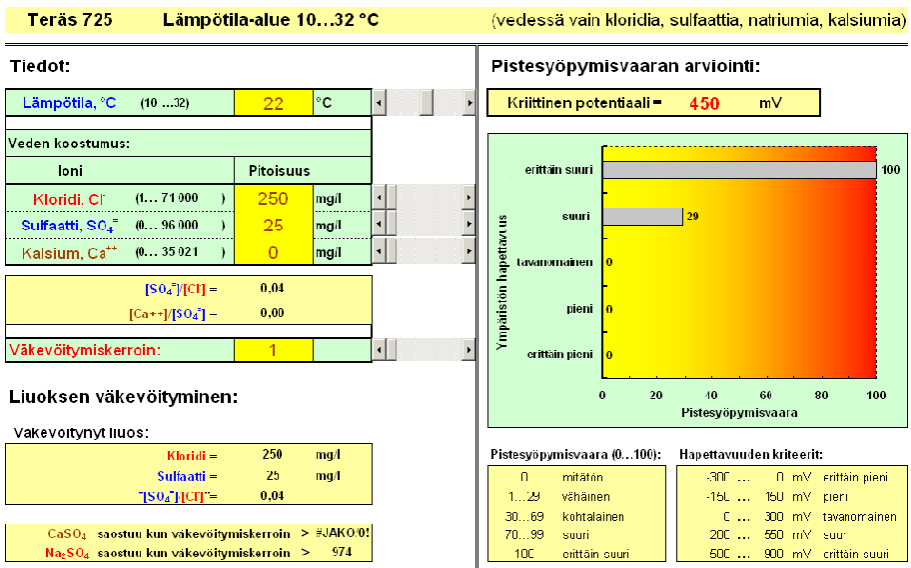 Teräs 725 Lämpötila-alue 10...32 °C (vedessä vain kloridia, sulfaattia, natriumia, kalsiumia)
Tiedot:
Lämpötila, °C (10 ...32) 22 °C
Veden koostumus:
Ioni Pitoisuus
Kloridi, Cl⁻ (1... 71 000 ) 250 mg/l
Sulfaatti, SO₄⁼ (0... 96 000 ) 25 mg/l
Kalsium, Ca⁺⁺ (0... 35 021 ) 0 mg/l
[SO₄⁼]/[Cl⁻] = 0,04
[Ca++]/[SO₄⁼] = 0,00
Väkevöitymiskerroin: 1
Liuoksen väkevöityminen:
Väkevöitynyt liuos:
Kloridi = 250 mg/l
Sulfaatti = 25 mg/l
"[SO₄⁼]/[Cl⁻]"= 0,04
CaSO₄ saostuu kun väkevöitymiskerroin > #JAKO/0!
Na₂SO₄ saostuu kun väkevöitymiskerroin > 974
Pistesyöpymisvaaran arviointi:
Kriittinen potentiaali = 450 mV
Ympäristön hapettavuus
erittäin suuri 100
suuri 29
tavanomainen 0
pieni 0
erittäin pieni 0
0 20 40 60 80 100
Pistesyöpymisvaara
Pistesyöpymisvaara (0...100):
0 mitätön
1...29 vähäinen
30...69 kohtalainen
70...99 suuri
100 erittäin suuri
Hapettavuuden kriteerit:
-300 ... 0 mV erittäin pieni
-150 ... 150 mV pieni
0 ... 300 mV tavanomainen
200 ... 550 mV suuri
500 ... 900 mV erittäin suuri